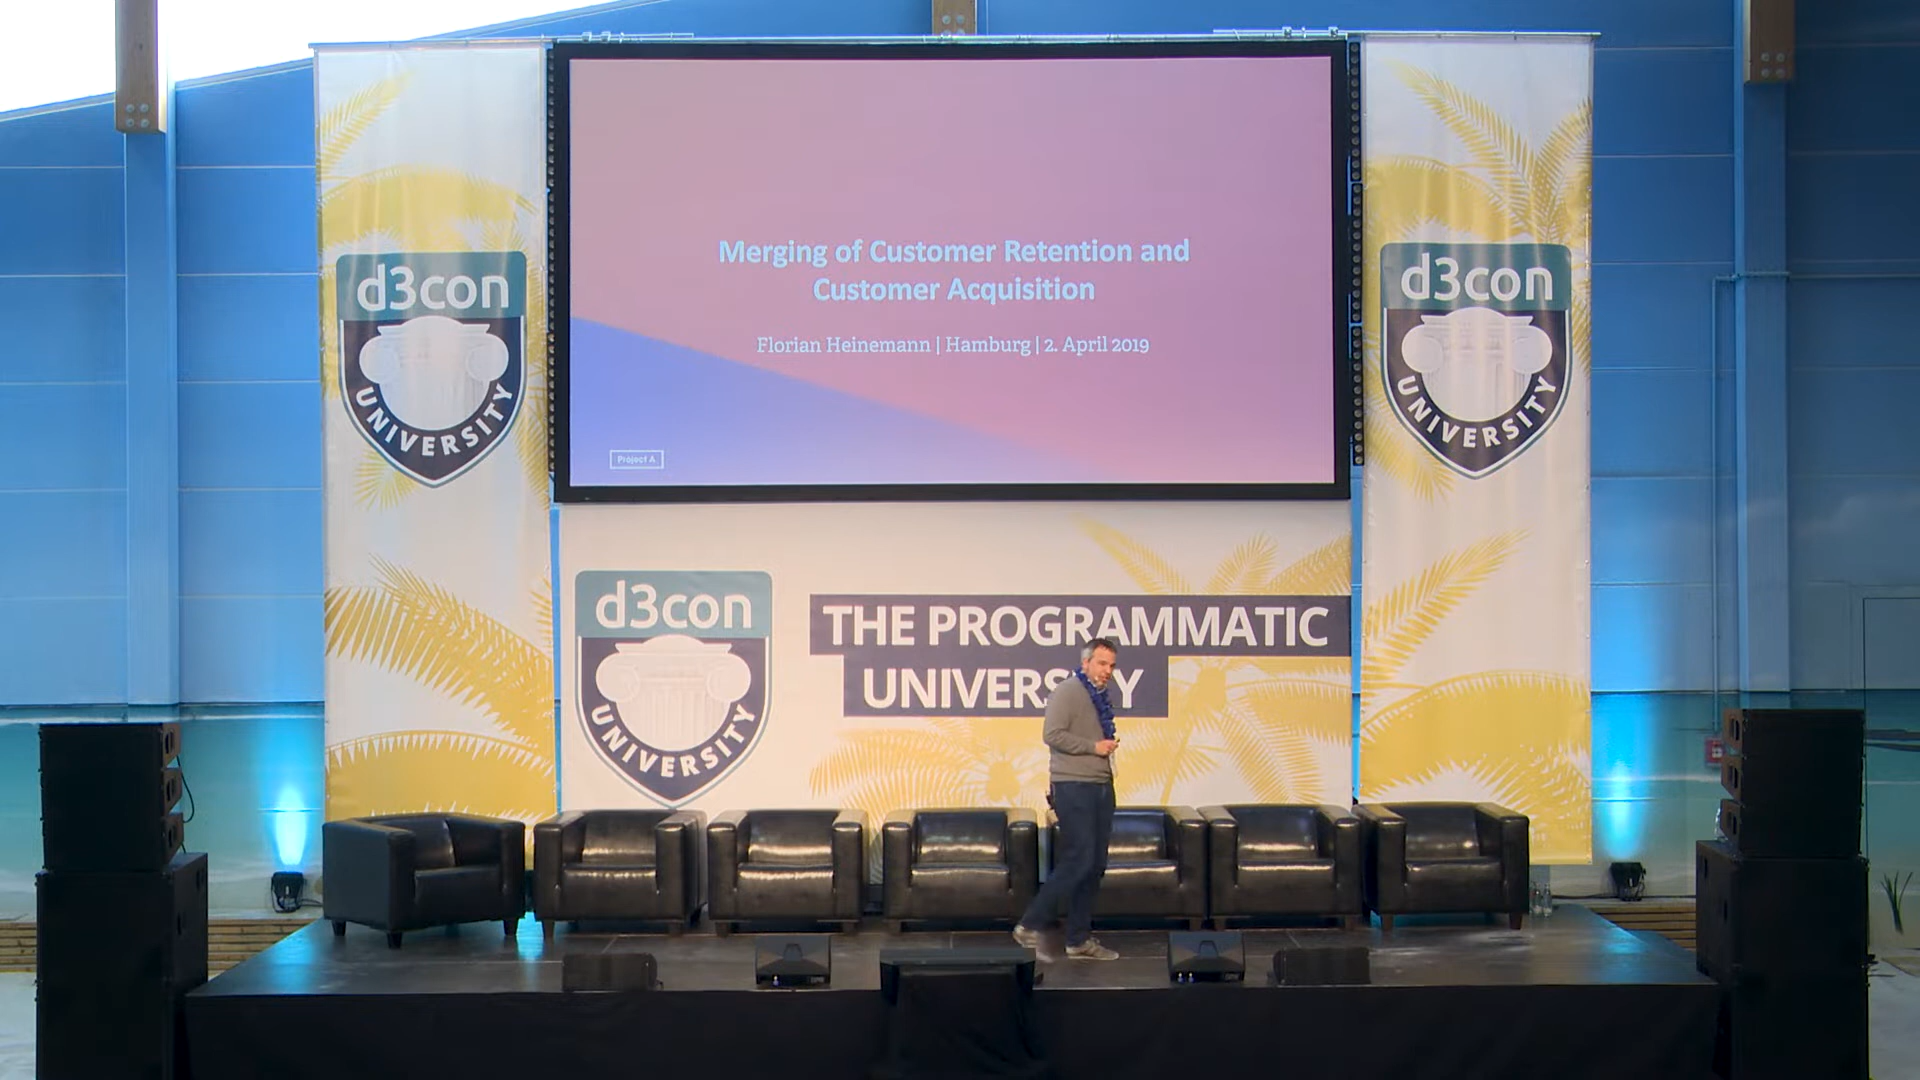 Merging of Customer Retention and
Customer Acquisition
Florian Heinemann | Hamburg | 2. April 2019
Project A
d3con
UNIVERSITY
d3con
UNIVERSITY
d3con
UNIVERSITY
THE PROGRAMMATIC
UNIVERSITY